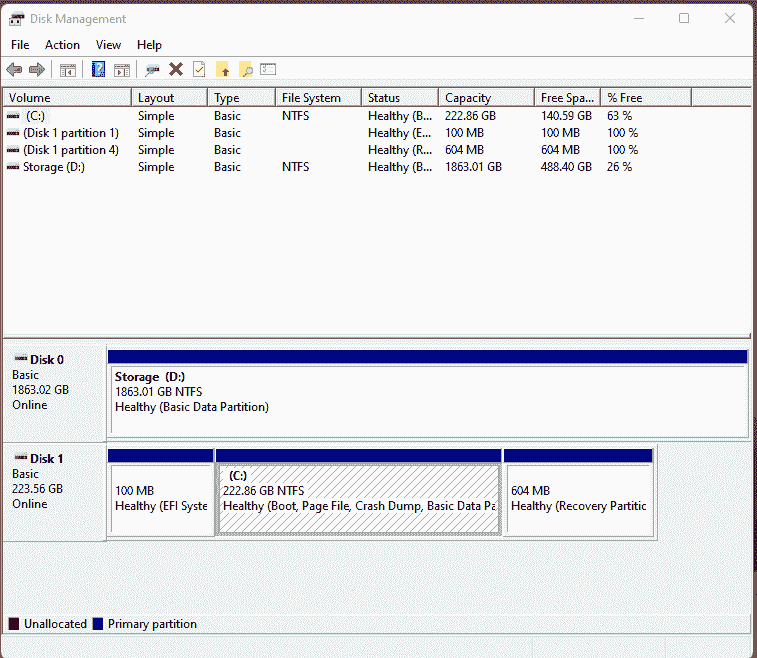 Disk Management
File Action View Help
Volume Layout Type File System Status Capacity Free Spa... % Free
(C:) Simple Basic NTFS Healthy (B... 222.86 GB 140.59 GB 63 %
(Disk 1 partition 1) Simple Basic Healthy (E... 100 MB 100 MB 100 %
(Disk 1 partition 4) Simple Basic Healthy (R... 604 MB 604 MB 100 %
Storage (D:) Simple Basic NTFS Healthy (B... 1863.01 GB 488.40 GB 26 %
Disk 0
Basic
1863.02 GB
Online
Storage (D:)
1863.01 GB NTFS
Healthy (Basic Data Partition)
Disk 1
Basic
223.56 GB
Online
100 MB
Healthy (EFI Syste
(C:)
222.86 GB NTFS
Healthy (Boot, Page File, Crash Dump, Basic Data Pa
604 MB
Healthy (Recovery Partitic
Unallocated Primary partition